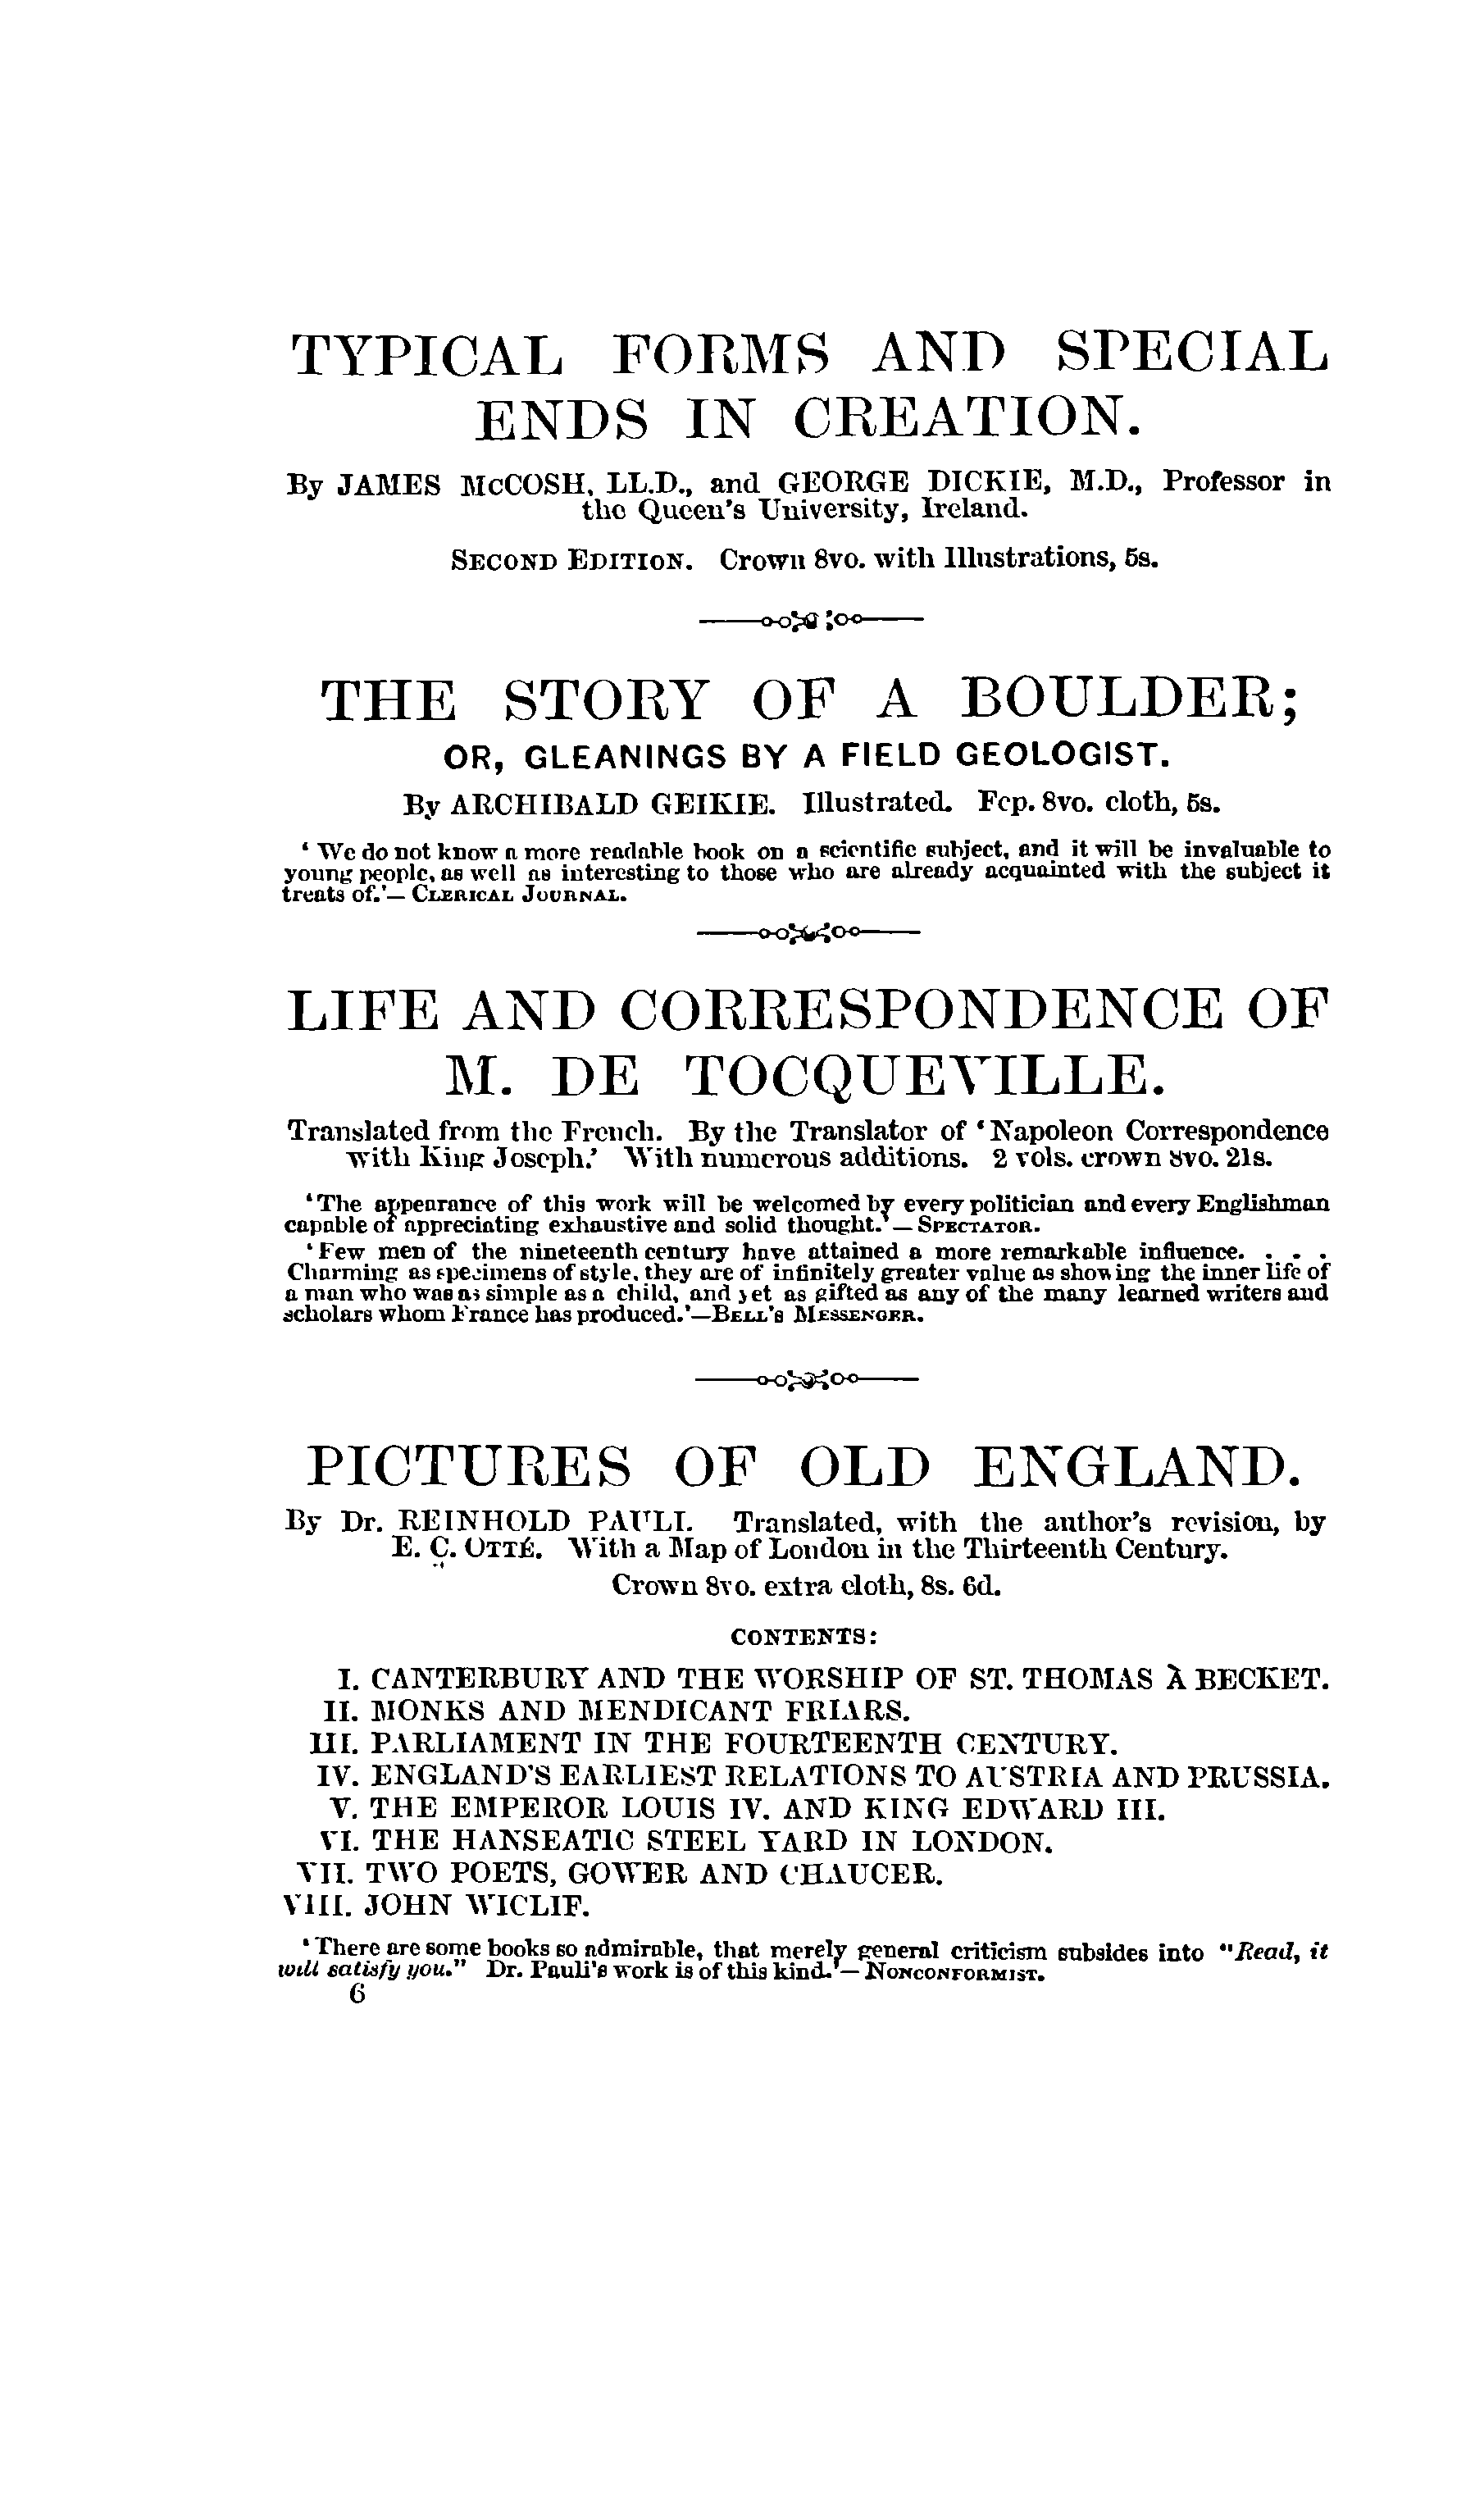 TYPICAL FORMS AND SPECIAL
ENDS IN CREATION.
By JAMES McCOSH, LL.D., and GEORGE DICKIE, M.D., Professor in
the Queen's University, Ireland.
SECOND EDITION. Crown 8vo. with Illustrations, 5s.
THE STORY OF A BOULDER;
OR, GLEANINGS BY A FIELD GEOLOGIST.
By ARCHIBALD GEIKIE. Illustrated. Fcp. 8vo. cloth, 5s.
‘We do not know a more readable book on a scientific subject, and it will be invaluable to
young people, as well as interesting to those who are already acquainted with the subject it
treats of.’—CLERICAL JOURNAL.
LIFE AND CORRESPONDENCE OF
M. DE TOCQUEVILLE.
Translated from the French. By the Translator of ‘Napoleon Correspondence
with King Joseph.’ With numerous additions. 2 vols. crown 8vo. 21s.
‘The appearance of this work will be welcomed by every politician and every Englishman
capable of appreciating exhaustive and solid thought.’—SPECTATOR.
‘Few men of the nineteenth century have attained a more remarkable influence. . . .
Charming as specimens of style, they are of infinitely greater value as showing the inner life of
a man who was as simple as a child, and yet as gifted as any of the many learned writers and
scholars whom France has produced.’—BELL'S MESSENGER.
PICTURES OF OLD ENGLAND.
By Dr. REINHOLD PAULI. Translated, with the author's revision, by
E. C. OTTÉ. With a Map of London in the Thirteenth Century.
Crown 8vo. extra cloth, 8s. 6d.
CONTENTS:
I. CANTERBURY AND THE WORSHIP OF ST. THOMAS À BECKET.
II. MONKS AND MENDICANT FRIARS.
III. PARLIAMENT IN THE FOURTEENTH CENTURY.
IV. ENGLAND'S EARLIEST RELATIONS TO AUSTRIA AND PRUSSIA.
V. THE EMPEROR LOUIS IV. AND KING EDWARD III.
VI. THE HANSEATIC STEEL YARD IN LONDON.
VII. TWO POETS, GOWER AND CHAUCER.
VIII. JOHN WICLIF.
‘There are some books so admirable, that merely general criticism subsides into “Read, it
will satisfy you.” Dr. Pauli's work is of this kind.’—NONCONFORMIST.
6